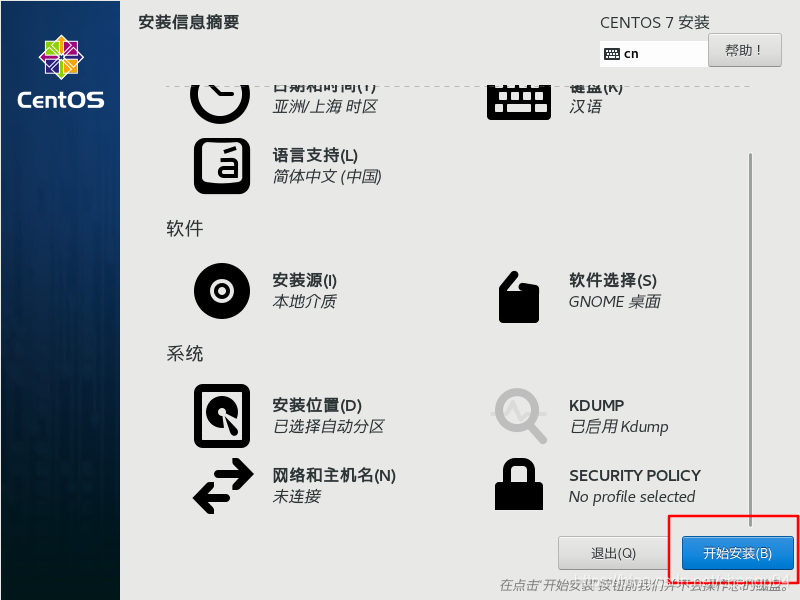 CentOS
安装信息摘要
CENTOS 7 安装
cn
帮助！
日期和时间(T)
亚洲/上海 时区
键盘(K)
汉语
语言支持(L)
简体中文 (中国)
软件
安装源(I)
本地介质
软件选择(S)
GNOME 桌面
系统
安装位置(D)
已选择自动分区
KDUMP
已启用 Kdump
网络和主机名(N)
未连接
SECURITY POLICY
No profile selected
退出(Q)
开始安装(B)
在点击'开始安装'按钮前我们并不会操作您的磁盘。